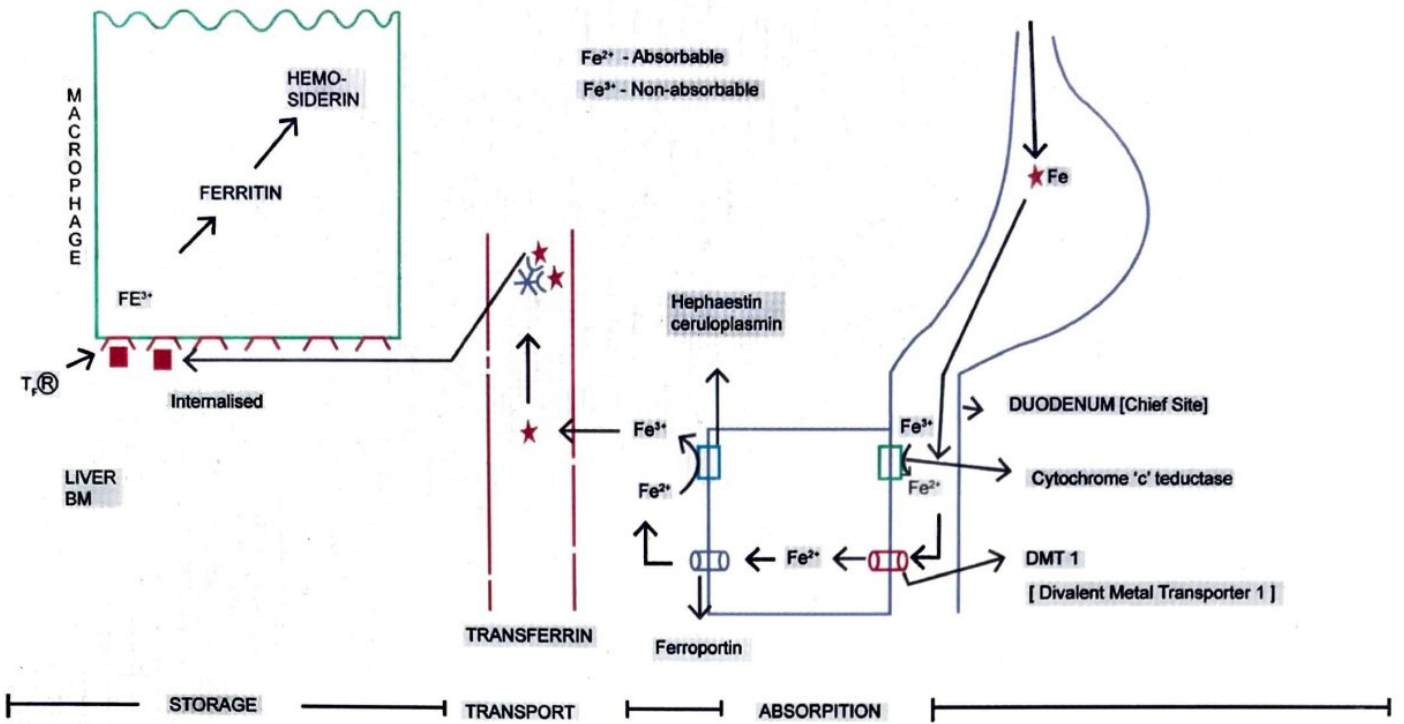 MACROPHAGE
HEMO-
SIDERIN
FERRITIN
FE³⁺
TFⓇ
Internalised
LIVER
BM
Fe²⁺ - Absorbable
Fe³⁺ - Non-absorbable
Fe
Hephaestin
ceruloplasmin
Fe³⁺
Fe²⁺
Fe³⁺
Fe²⁺
Fe²⁺
DUODENUM [Chief Site]
Cytochrome 'c' teductase
DMT 1
[ Divalent Metal Transporter 1 ]
TRANSFERRIN
Ferroportin
STORAGE
TRANSPORT
ABSORPITION